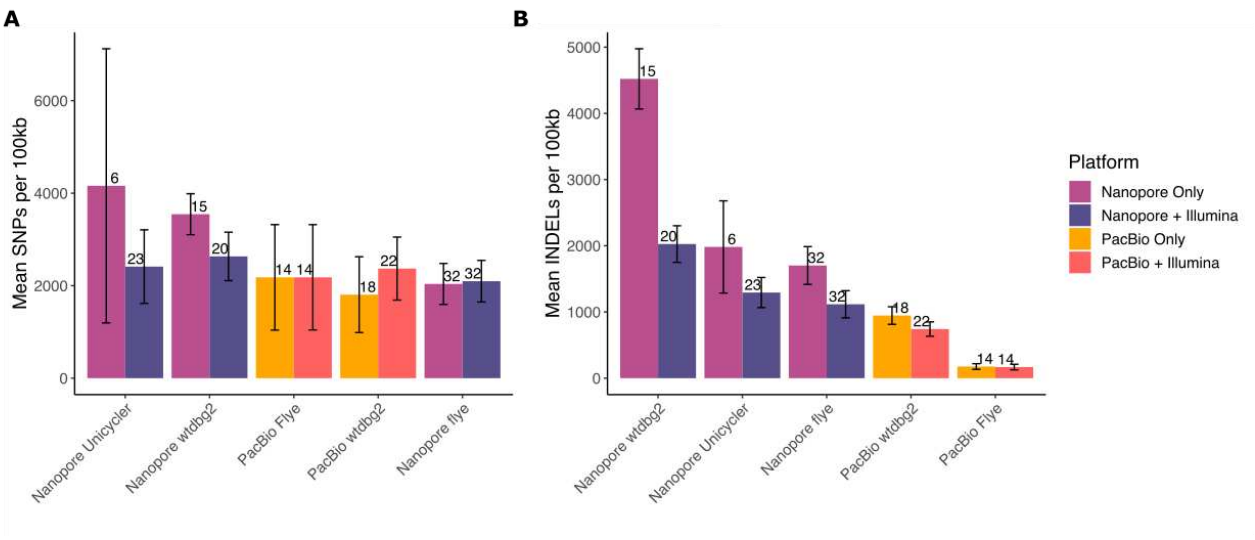 A
Mean SNPs per 100kb
6000
4000
2000
0
6
23
15
20
14
14
18
22
32
32
Nanopore Unicycler
Nanopore wtdbg2
PacBio Flye
PacBio wtdbg2
Nanopore flye
B
Mean INDELs per 100kb
5000
4000
3000
2000
1000
0
15
20
6
23
32
32
18
22
14
14
Nanopore wtdbg2
Nanopore Unicycler
Nanopore flye
PacBio wtdbg2
PacBio Flye
Platform
Nanopore Only
Nanopore + Illumina
PacBio Only
PacBio + Illumina